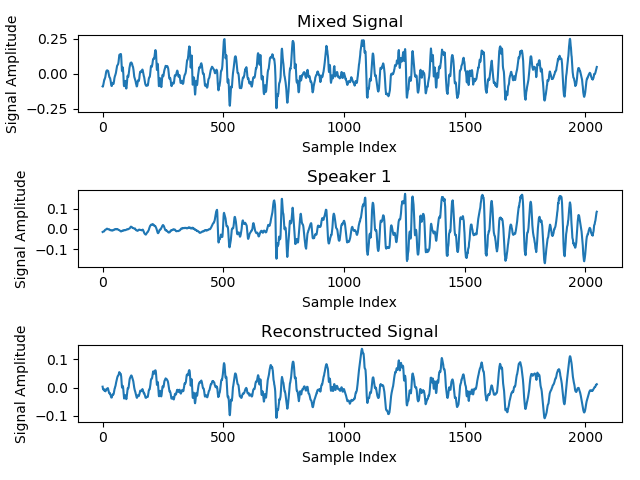 Mixed Signal
Signal Amplitude
0.25
0.00
−0.25
0 500 1000 1500 2000
Sample Index
Speaker 1
Signal Amplitude
0.1
0.0
−0.1
0 500 1000 1500 2000
Sample Index
Reconstructed Signal
Signal Amplitude
0.1
0.0
−0.1
0 500 1000 1500 2000
Sample Index